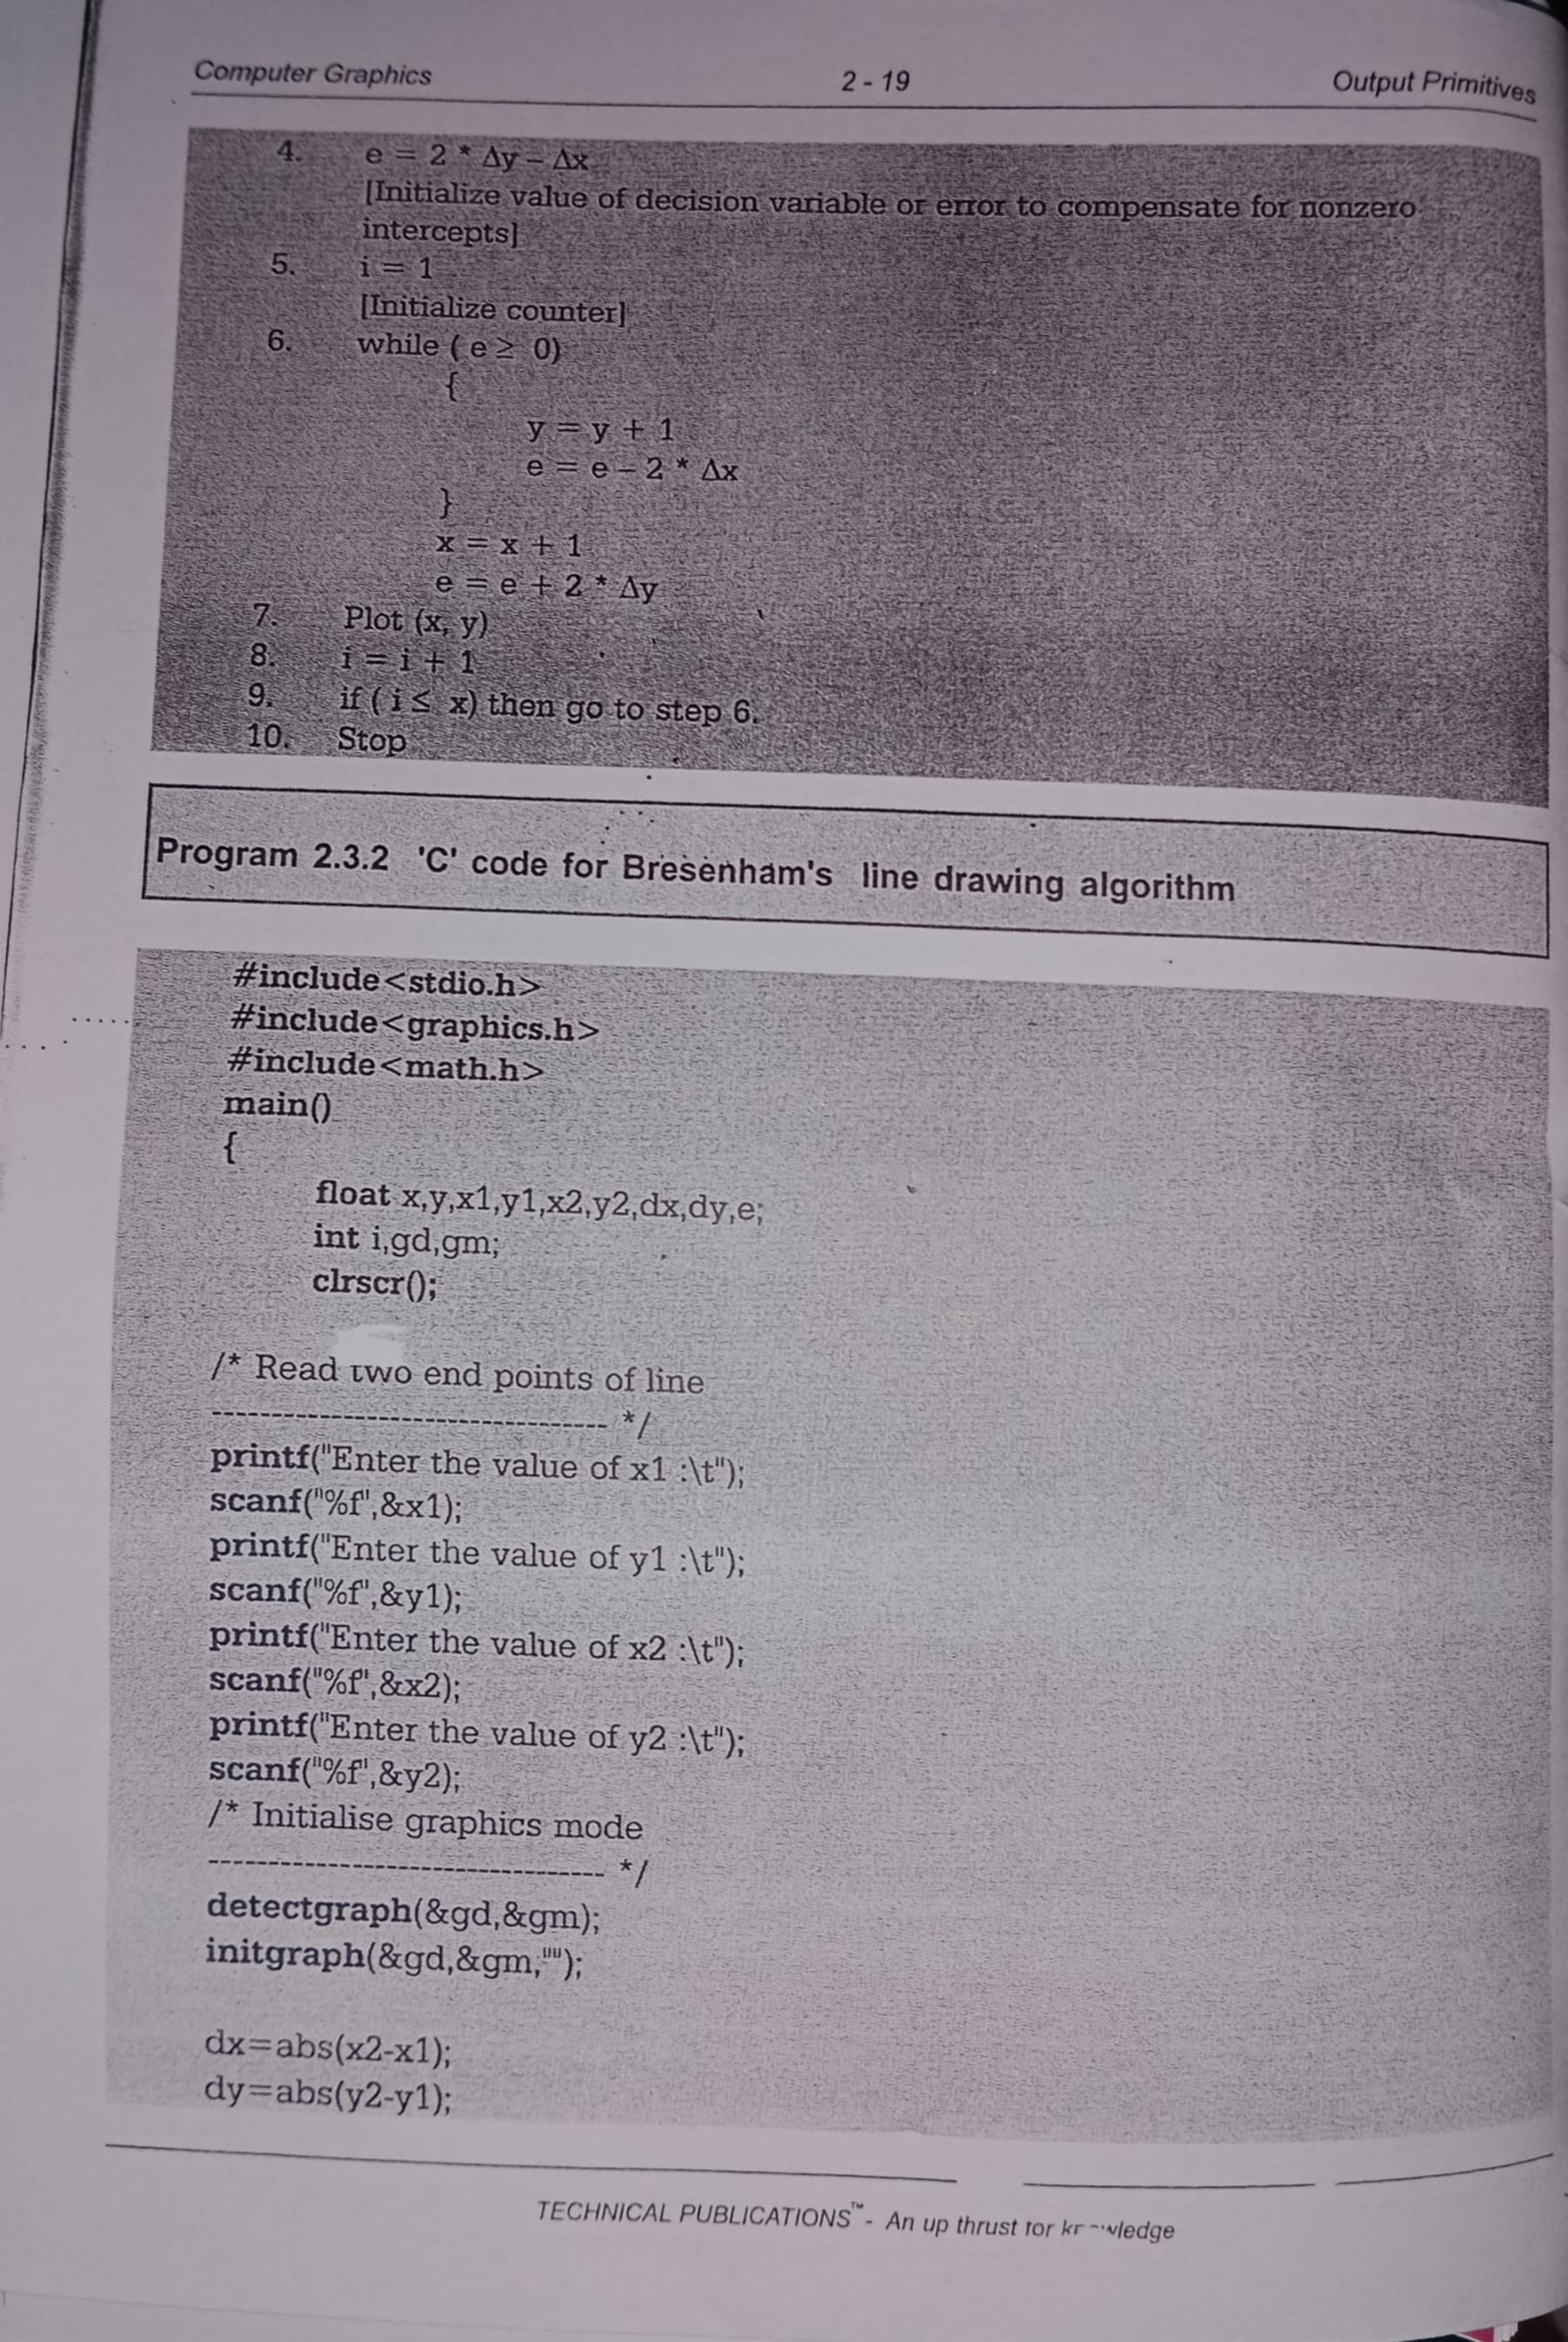 Computer Graphics
2 - 19
Output Primitives
4. e = 2 * Δy – Δx
[Initialize value of decision variable or error to compensate for nonzero
intercepts]
5. i = 1
[Initialize counter]
6. while ( e ≥ 0)
{
y = y + 1
e = e – 2 * Δx
}
x = x + 1
e = e + 2 * Δy
7. Plot (x, y)
8. i = i + 1
9. if ( i ≤ x) then go to step 6.
10. Stop
Program 2.3.2 'C' code for Bresenham's line drawing algorithm
#include<stdio.h>
#include<graphics.h>
#include<math.h>
main()
{
float x,y,x1,y1,x2,y2,dx,dy,e;
int i,gd,gm;
clrscr();
/* Read two end points of line
--------------------------------- */
printf("Enter the value of x1 :\t");
scanf("%f",&x1);
printf("Enter the value of y1 :\t");
scanf("%f",&y1);
printf("Enter the value of x2 :\t");
scanf("%f",&x2);
printf("Enter the value of y2 :\t");
scanf("%f",&y2);
/* Initialise graphics mode
--------------------------------- */
detectgraph(&gd,&gm);
initgraph(&gd,&gm,"");
dx=abs(x2-x1);
dy=abs(y2-y1);
TECHNICAL PUBLICATIONS™ - An up thrust for knowledge